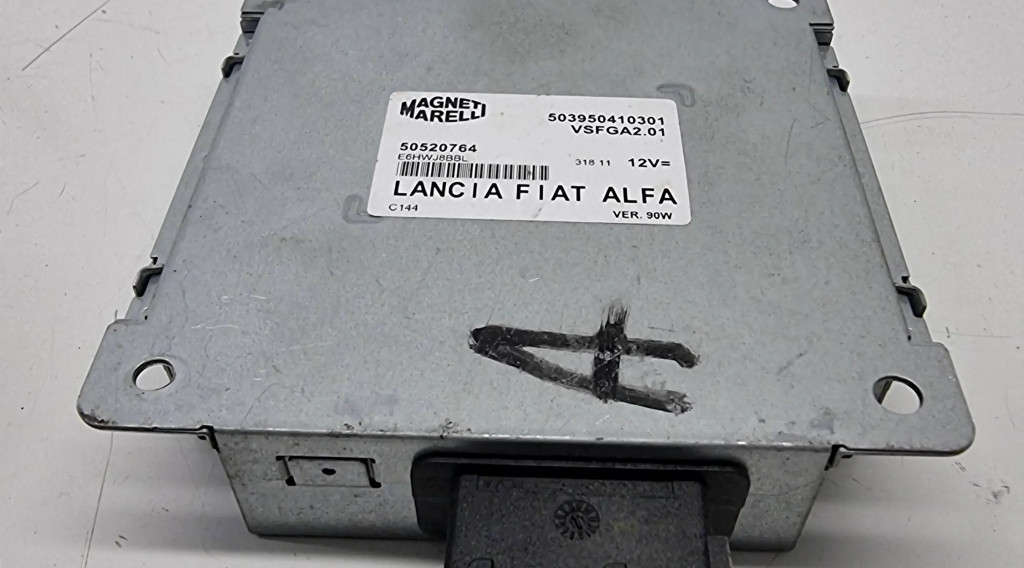 MAGNETI
MARELLI
503950410301
VSFGA2.01
50520764
E6HWJ8BBL
318 11 12V=
LANCIA FIAT ALFA
C144
VER. 90W
A